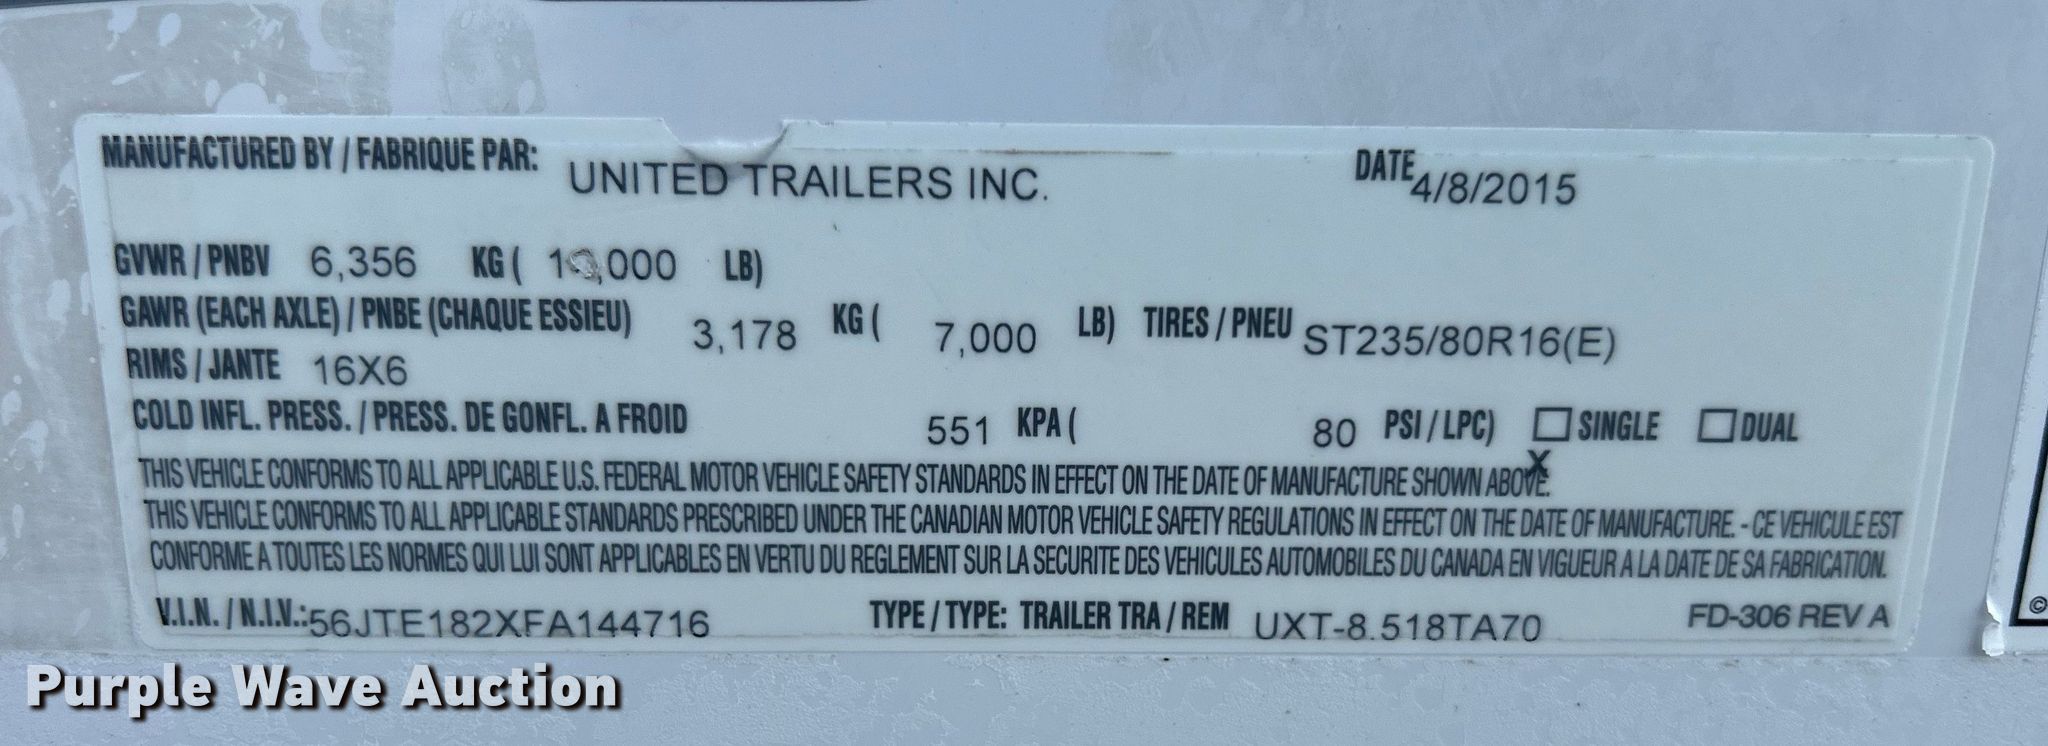 MANUFACTURED BY / FABRIQUE PAR: UNITED TRAILERS INC. DATE 4/8/2015
GVWR / PNBV 6,356 KG ( LB)
GAWR (EACH AXLE) / PNBE (CHAQUE ESSIEU) 3,178 KG ( 7,000 LB) TIRES / PNEU ST235/80R16(E)
RIMS / JANTE 16X6
COLD INFL. PRESS. / PRESS. DE GONFL. A FROID 551 KPA ( 80 PSI / LPC) SINGLE DUAL
X
THIS VEHICLE CONFORMS TO ALL APPLICABLE U.S. FEDERAL MOTOR VEHICLE SAFETY STANDARDS IN EFFECT ON THE DATE OF MANUFACTURE SHOWN ABOVE.
THIS VEHICLE CONFORMS TO ALL APPLICABLE STANDARDS PRESCRIBED UNDER THE CANADIAN MOTOR VEHICLE SAFETY REGULATIONS IN EFFECT ON THE DATE OF MANUFACTURE. - CE VEHICULE EST
CONFORME A TOUTES LES NORMES QUI LUI SONT APPLICABLES EN VERTU DU REGLEMENT SUR LA SECURITE DES VEHICULES AUTOMOBILES DU CANADA EN VIGUEUR A LA DATE DE SA FABRICATION.
V.I.N. / N.I.V.: 56JTE182XFA144716 TYPE / TYPE: TRAILER TRA / REM UXT-8.518TA70 FD-306 REV A
©
Purple Wave Auction